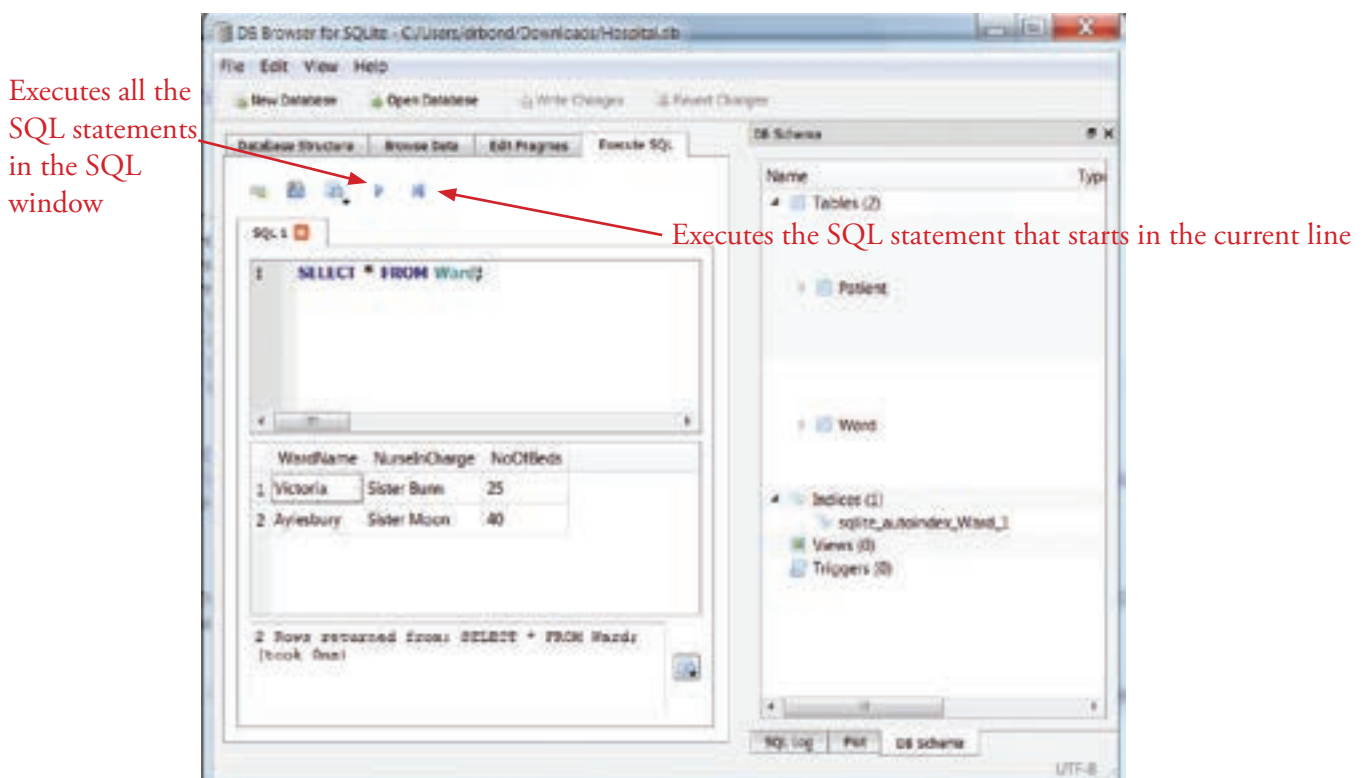 DB Browser for SQLite - C:/Users/drbond/Downloads/Hospital.db
File Edit View Help
New Database Open Database Write Changes Revert Changes
Executes all the
SQL statements
in the SQL
window
Database Structure Browse Data Edit Pragmas Execute SQL
DB Schema
Name Type
Tables (2)
SQL 1
Executes the SQL statement that starts in the current line
1 SELECT * FROM Ward;
Patient
Ward
WardName NurseInCharge NoOfBeds
1 Victoria Sister Bunn 25
2 Aylesbury Sister Moon 40
Indices (1)
sqlite_autoindex_Ward_1
Views (0)
Triggers (0)
2 Rows returned from: SELECT * FROM Ward;
(took 0ms)
SQL Log Plot DB Schema
UTF-8